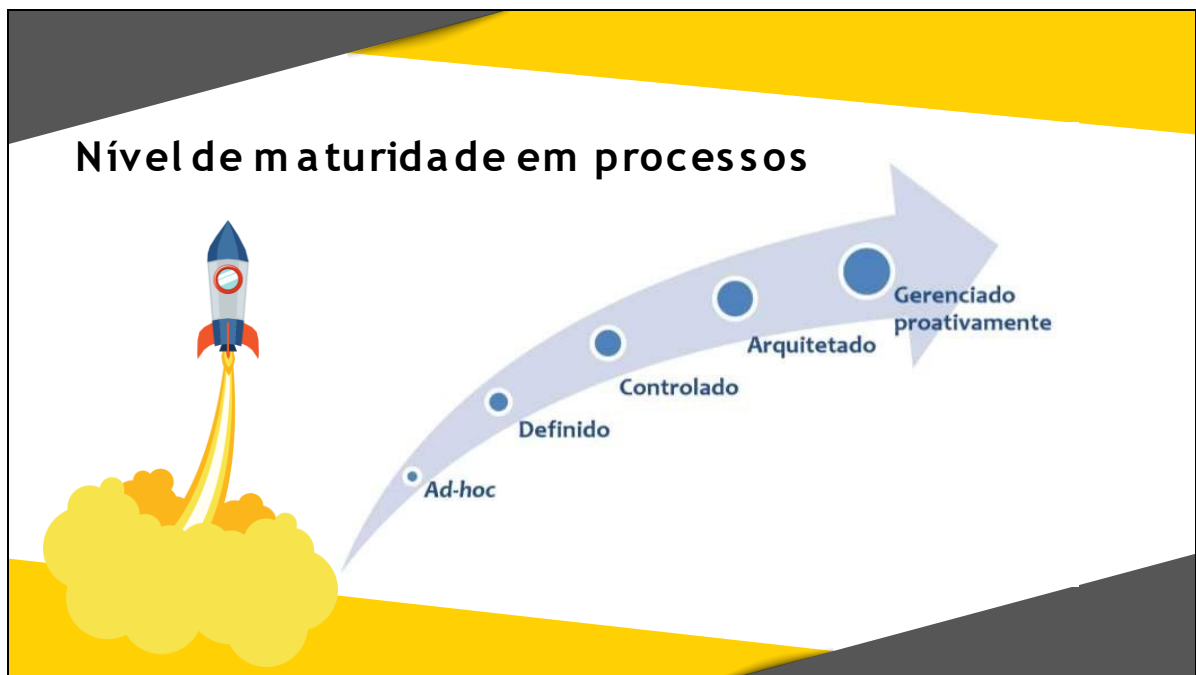 Nível de maturidade em processos
Gerenciado
proativamente
Arquitetado
Controlado
Definido
Ad-hoc